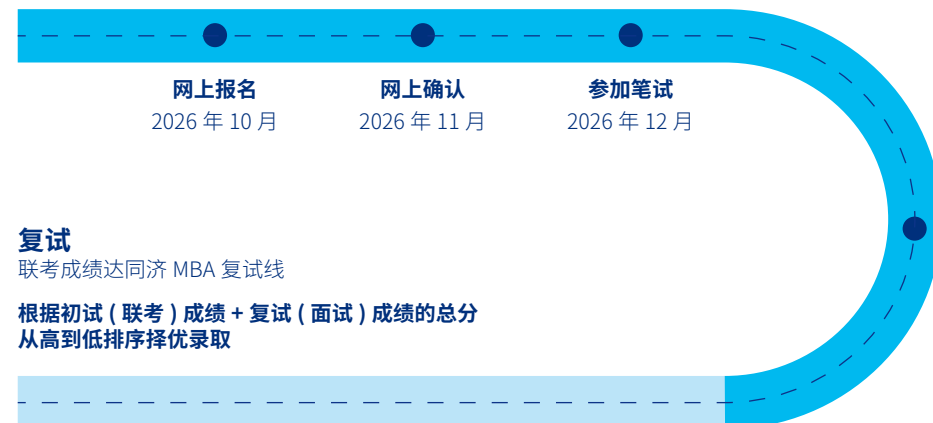 网上报名
2026 年 10 月
网上确认
2026 年 11 月
参加笔试
2026 年 12 月
复试
联考成绩达同济 MBA 复试线
根据初试 ( 联考 ) 成绩 + 复试 ( 面试 ) 成绩的总分
从高到低排序择优录取